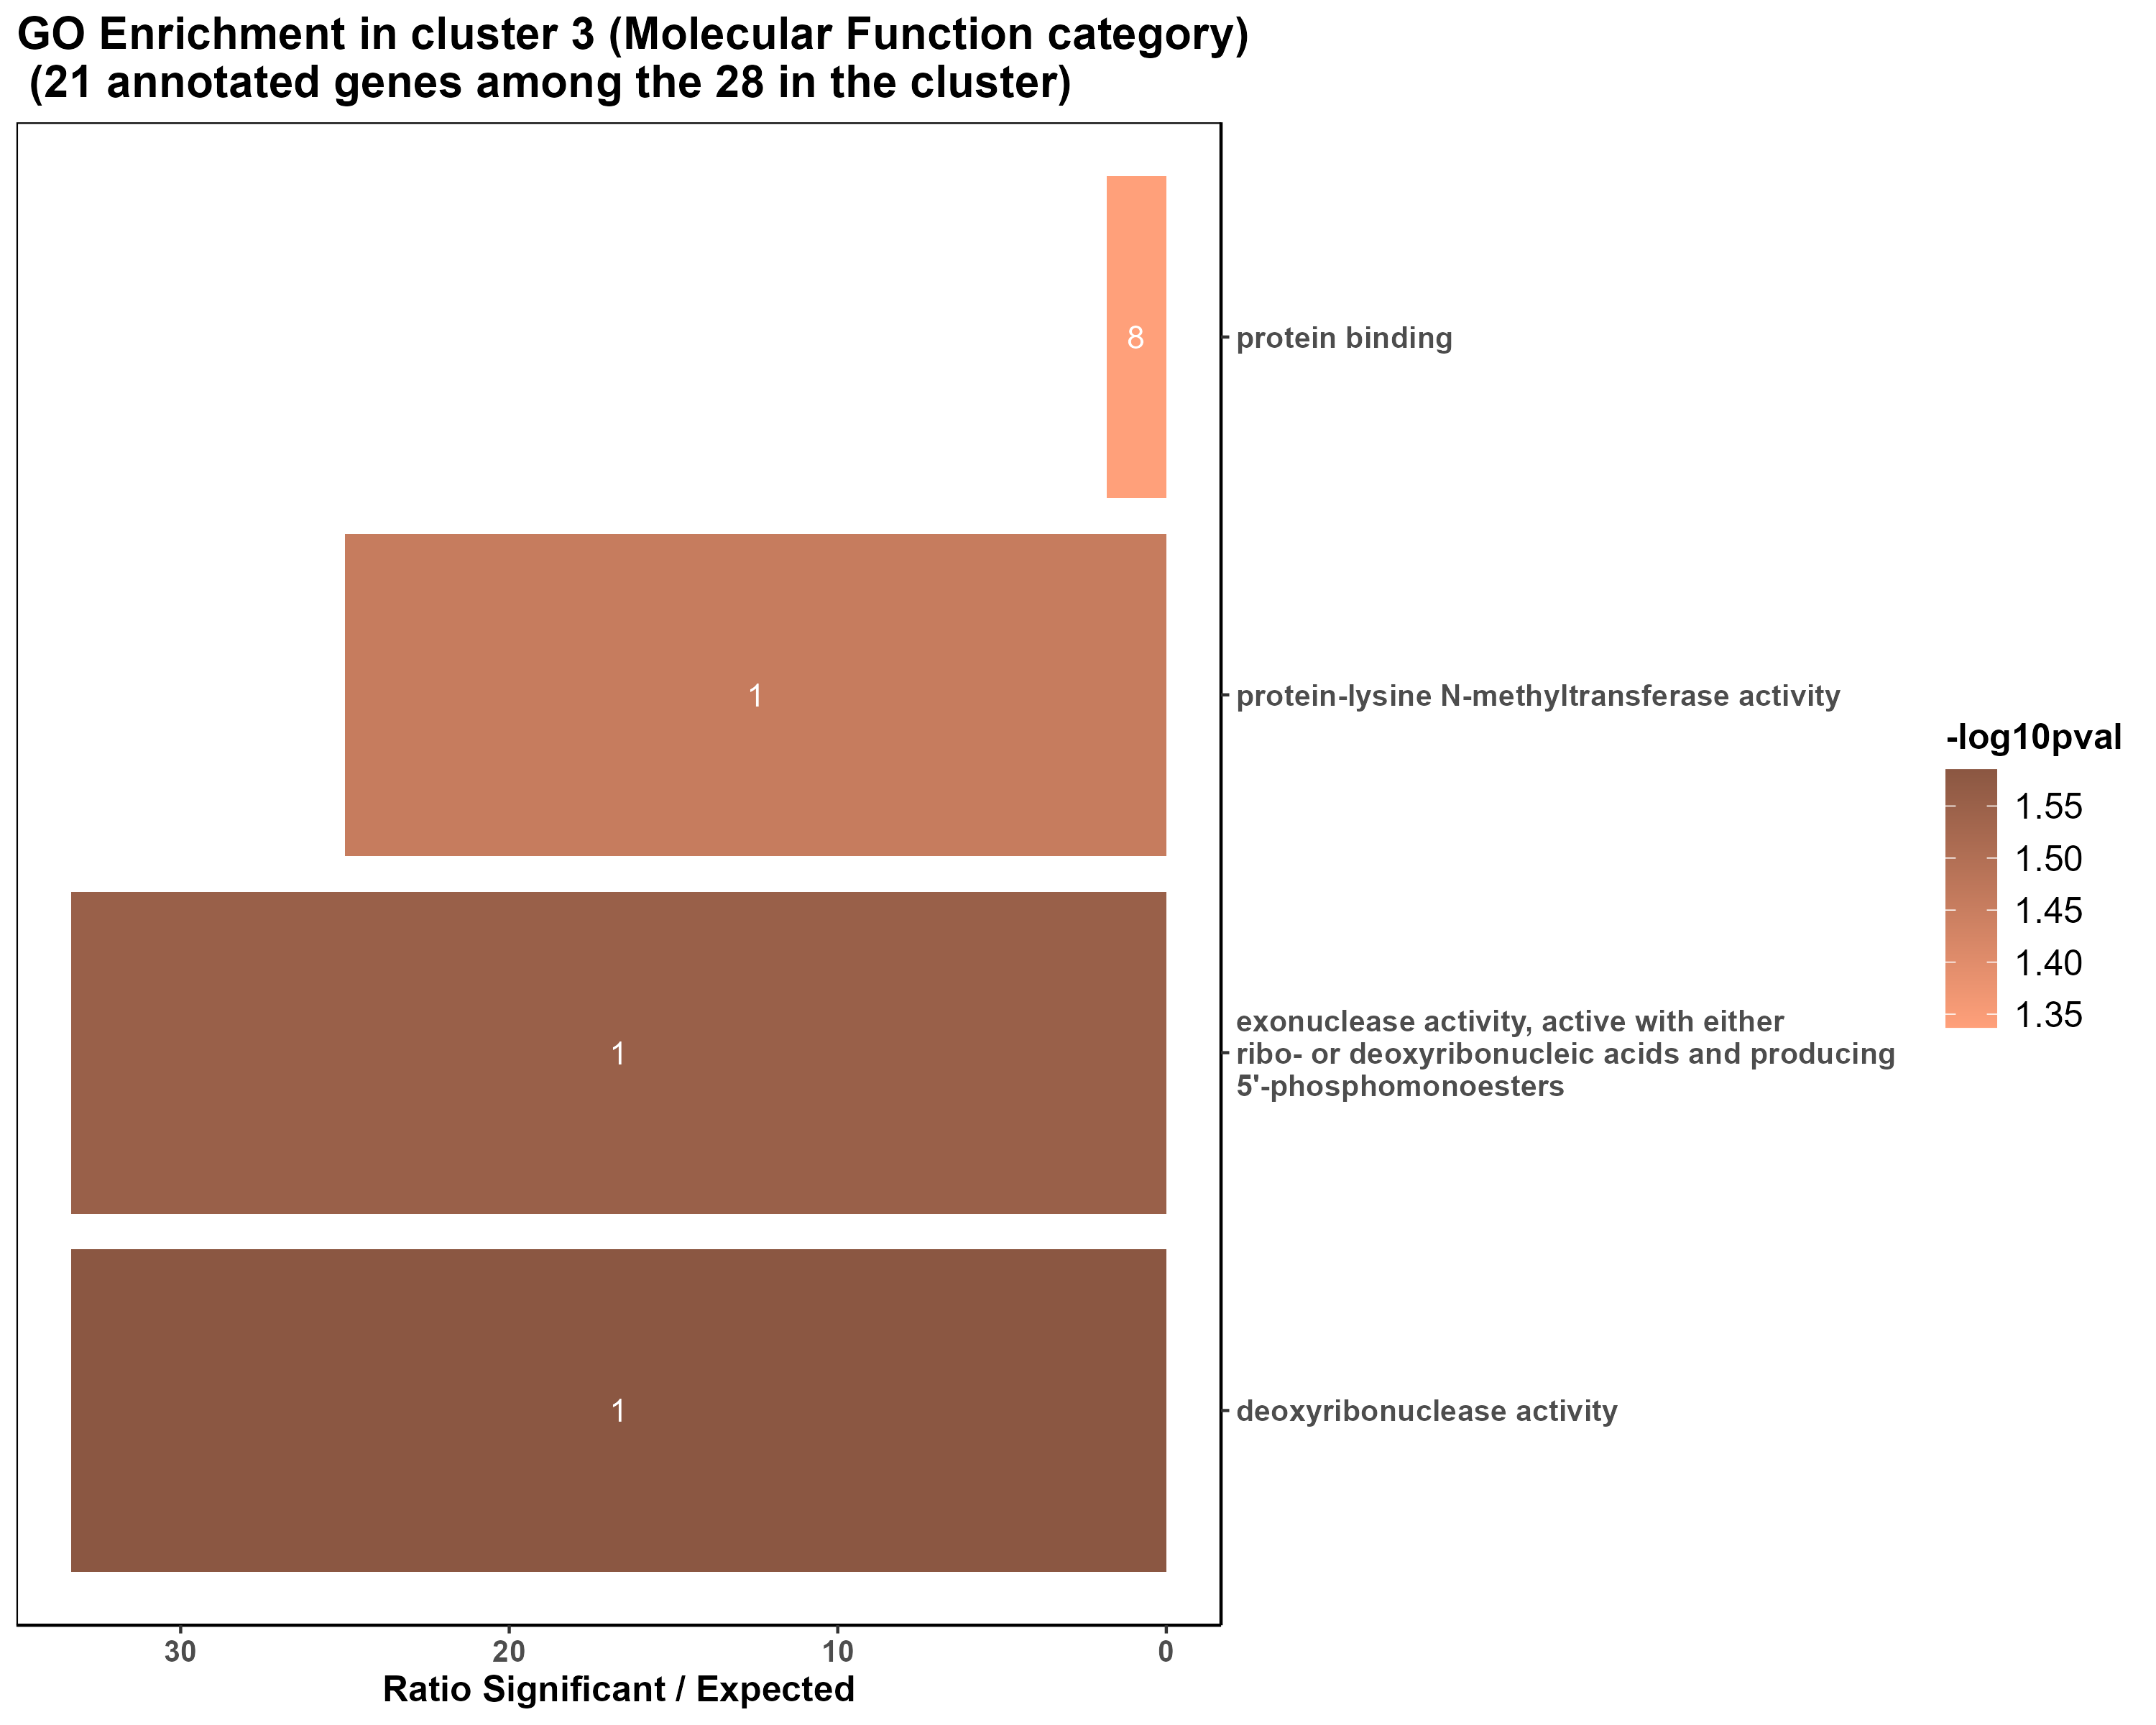 GO Enrichment in cluster 3 (Molecular Function category)
(21 annotated genes among the 28 in the cluster)
8
protein binding
1
protein-lysine N-methyltransferase activity
-log10pval
1.55
1.50
1.45
1.40
1.35
1
exonuclease activity, active with either
ribo- or deoxyribonucleic acids and producing
5'-phosphomonoesters
1
deoxyribonuclease activity
30 20 10 0
Ratio Significant / Expected